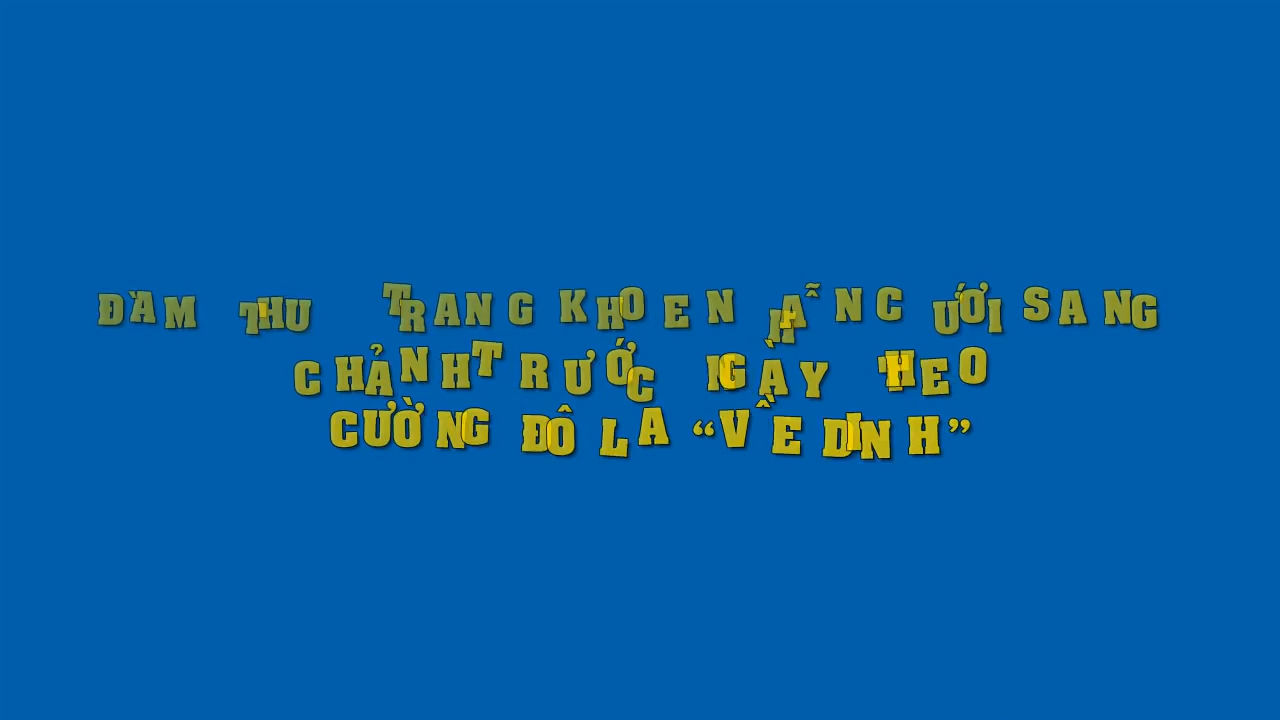 ĐÀM THU TRANG KHOE NHẪN CƯỚI SANG
CHẢNH TRƯỚC NGÀY THEO
CƯỜNG ĐÔ LA “VỀ DINH”